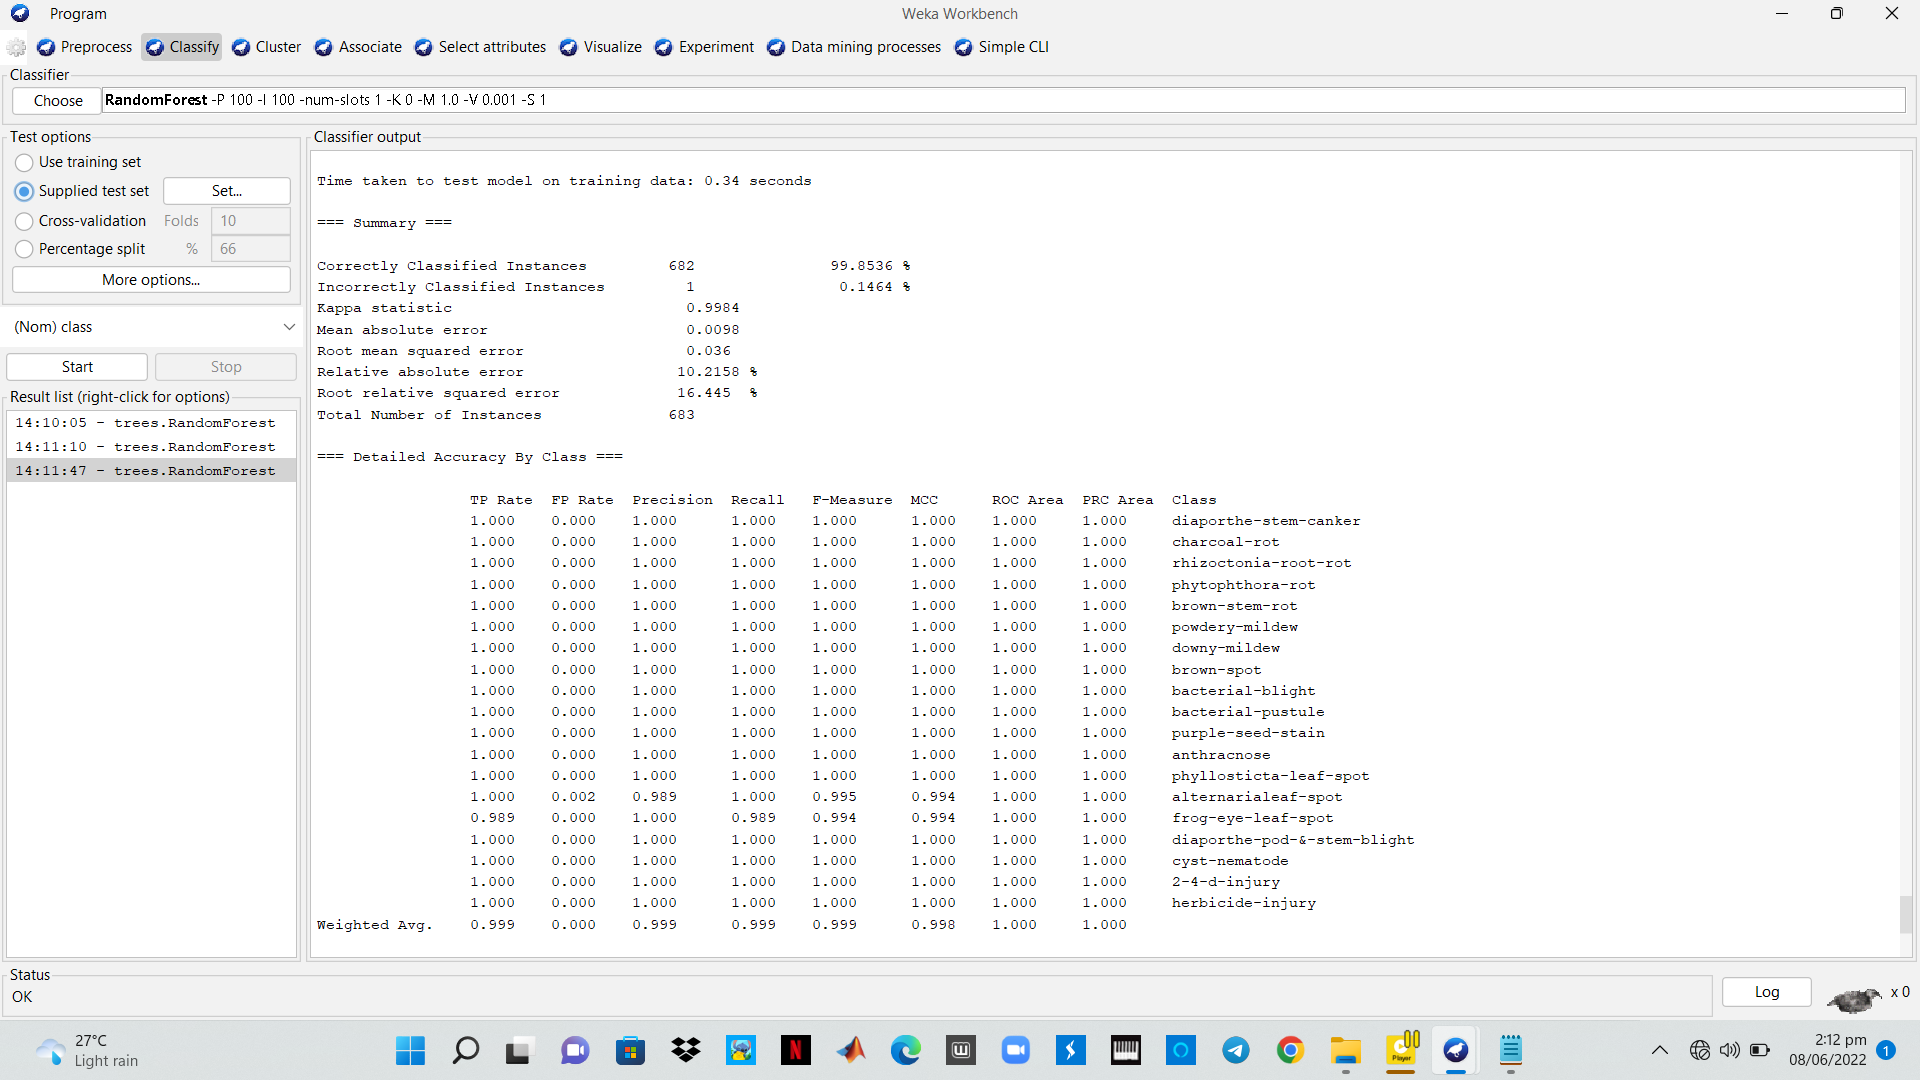 Program
Weka Workbench
Preprocess Classify Cluster Associate Select attributes Visualize Experiment Data mining processes Simple CLI
Classifier
Choose RandomForest -P 100 -I 100 -num-slots 1 -K 0 -M 1.0 -V 0.001 -S 1
Test options
Use training set
Supplied test set Set...
Cross-validation Folds 10
Percentage split % 66
More options...
(Nom) class
Start Stop
Result list (right-click for options)
14:10:05 - trees.RandomForest
14:11:10 - trees.RandomForest
14:11:47 - trees.RandomForest
Classifier output
Time taken to test model on training data: 0.34 seconds
=== Summary ===
Correctly Classified Instances 682 99.8536 %
Incorrectly Classified Instances 1 0.1464 %
Kappa statistic 0.9984
Mean absolute error 0.0098
Root mean squared error 0.036
Relative absolute error 10.2158 %
Root relative squared error 16.445 %
Total Number of Instances 683
=== Detailed Accuracy By Class ===
TP Rate FP Rate Precision Recall F-Measure MCC ROC Area PRC Area Class
1.000 0.000 1.000 1.000 1.000 1.000 1.000 1.000 diaporthe-stem-canker
1.000 0.000 1.000 1.000 1.000 1.000 1.000 1.000 charcoal-rot
1.000 0.000 1.000 1.000 1.000 1.000 1.000 1.000 rhizoctonia-root-rot
1.000 0.000 1.000 1.000 1.000 1.000 1.000 1.000 phytophthora-rot
1.000 0.000 1.000 1.000 1.000 1.000 1.000 1.000 brown-stem-rot
1.000 0.000 1.000 1.000 1.000 1.000 1.000 1.000 powdery-mildew
1.000 0.000 1.000 1.000 1.000 1.000 1.000 1.000 downy-mildew
1.000 0.000 1.000 1.000 1.000 1.000 1.000 1.000 brown-spot
1.000 0.000 1.000 1.000 1.000 1.000 1.000 1.000 bacterial-blight
1.000 0.000 1.000 1.000 1.000 1.000 1.000 1.000 bacterial-pustule
1.000 0.000 1.000 1.000 1.000 1.000 1.000 1.000 purple-seed-stain
1.000 0.000 1.000 1.000 1.000 1.000 1.000 1.000 anthracnose
1.000 0.000 1.000 1.000 1.000 1.000 1.000 1.000 phyllosticta-leaf-spot
1.000 0.002 0.989 1.000 0.995 0.994 1.000 1.000 alternarialeaf-spot
0.989 0.000 1.000 0.989 0.994 0.994 1.000 1.000 frog-eye-leaf-spot
1.000 0.000 1.000 1.000 1.000 1.000 1.000 1.000 diaporthe-pod-&-stem-blight
1.000 0.000 1.000 1.000 1.000 1.000 1.000 1.000 cyst-nematode
1.000 0.000 1.000 1.000 1.000 1.000 1.000 1.000 2-4-d-injury
1.000 0.000 1.000 1.000 1.000 1.000 1.000 1.000 herbicide-injury
Weighted Avg. 0.999 0.000 0.999 0.999 0.999 0.998 1.000 1.000
Status
OK
Log
x 0
27°C
Light rain
N
Player
2:12 pm
08/06/2022
1